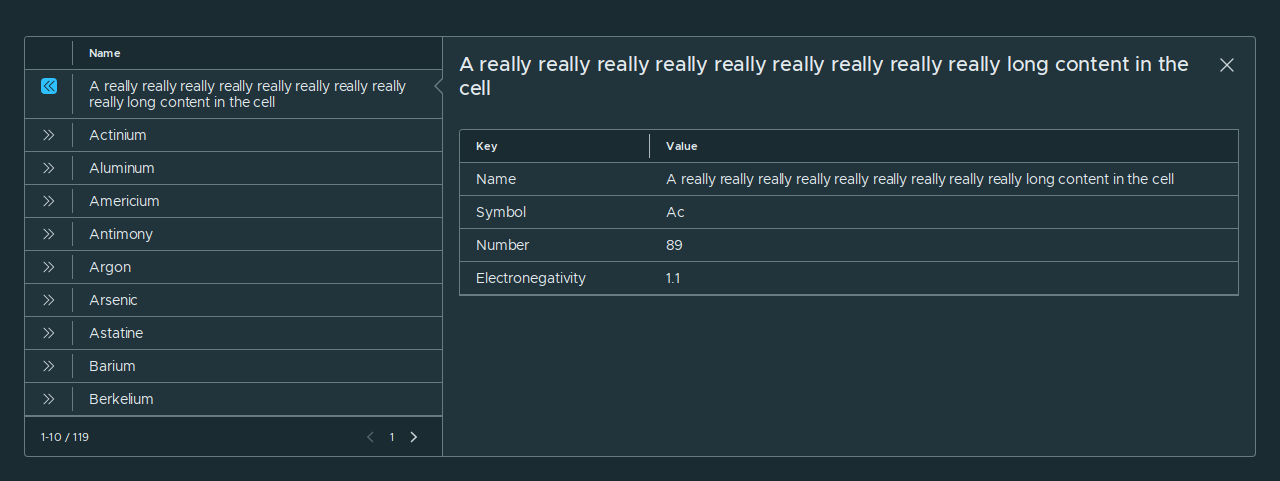 Name
A really really really really really really really really
really long content in the cell
Actinium
Aluminum
Americium
Antimony
Argon
Arsenic
Astatine
Barium
Berkelium
1-10 / 119
1
A really really really really really really really really really long content in the
cell
Key Value
Name A really really really really really really really really really long content in the cell
Symbol Ac
Number 89
Electronegativity 1.1